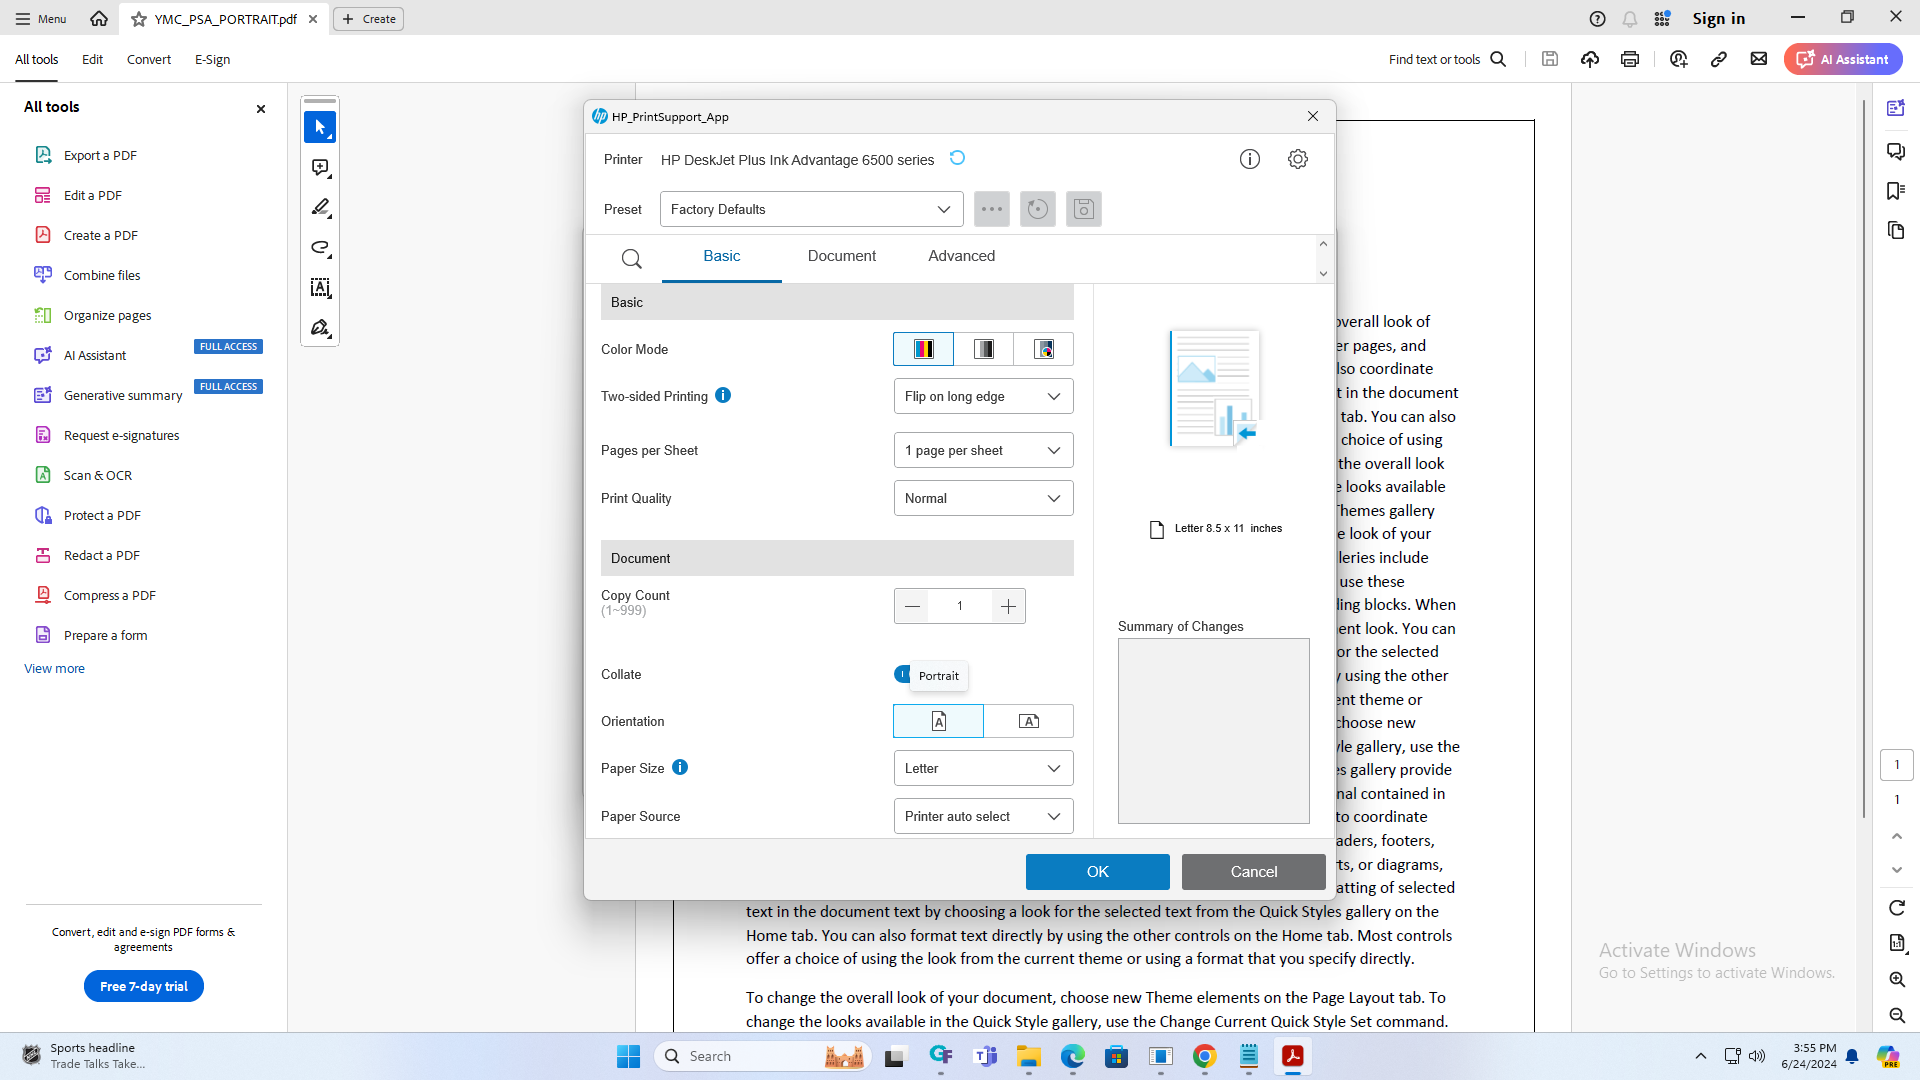 Menu
YMC_PSA_PORTRAIT.pdf
Create
Sign in
All tools
Edit
Convert
E-Sign
Find text or tools
AI Assistant
All tools
Export a PDF
Edit a PDF
Create a PDF
Combine files
Organize pages
AI Assistant
FULL ACCESS
Generative summary
FULL ACCESS
Request e-signatures
Scan & OCR
Protect a PDF
Redact a PDF
Compress a PDF
Prepare a form
View more
Convert, edit and e-sign PDF forms &
agreements
Free 7-day trial
HP_PrintSupport_App
Printer
HP DeskJet Plus Ink Advantage 6500 series
Preset
Factory Defaults
Basic
Document
Advanced
Basic
Color Mode
Two-sided Printing
Flip on long edge
Pages per Sheet
1 page per sheet
Print Quality
Normal
Document
Copy Count
(1~999)
1
Collate
Portrait
Orientation
Paper Size
Letter
Paper Source
Printer auto select
Letter 8.5 x 11 inches
Summary of Changes
OK
Cancel
overall look of
er pages, and
lso coordinate
t in the document
tab. You can also
choice of using
the overall look
e looks available
Themes gallery
e look of your
lleries include
use these
ding blocks. When
ent look. You can
or the selected
y using the other
ent theme or
choose new
yle gallery, use the
es gallery provide
nal contained in
to coordinate
aders, footers,
rts, or diagrams,
atting of selected
text in the document text by choosing a look for the selected text from the Quick Styles gallery on the
Home tab. You can also format text directly by using the other controls on the Home tab. Most controls
offer a choice of using the look from the current theme or using a format that you specify directly.
To change the overall look of your document, choose new Theme elements on the Page Layout tab. To
change the looks available in the Quick Style gallery, use the Change Current Quick Style Set command.
1
1
Activate Windows
Go to Settings to activate Windows.
Sports headline
Trade Talks Take...
Search
3:55 PM
6/24/2024